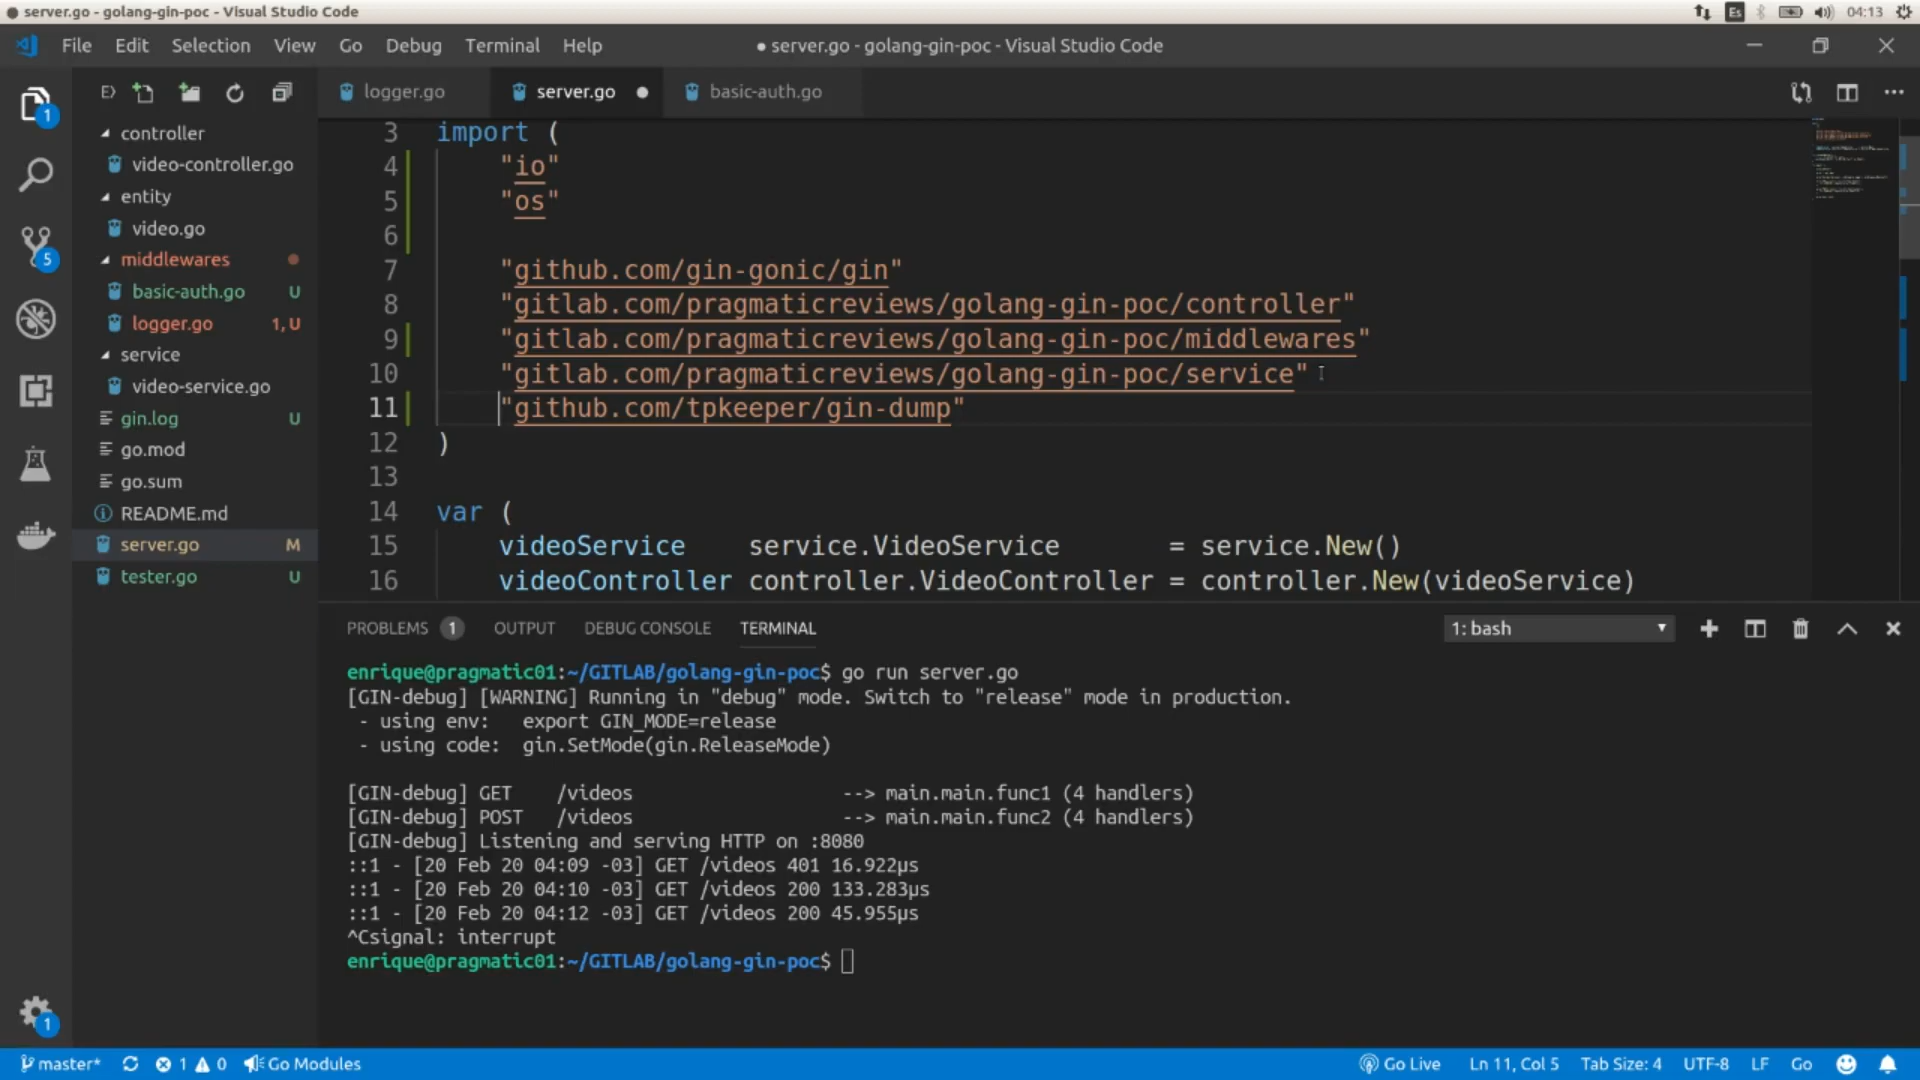 server.go - golang-gin-poc - Visual Studio Code
Es
04:13
File Edit Selection View Go Debug Terminal Help
● server.go - golang-gin-poc - Visual Studio Code
1
logger.go
server.go ●
basic-auth.go
controller
video-controller.go
entity
video.go
middlewares
basic-auth.go U
logger.go 1, U
service
video-service.go
gin.log U
go.mod
go.sum
README.md
server.go M
tester.go U
5
1
3 import (
4 "io"
5 "os"
6
7 "github.com/gin-gonic/gin"
8 "gitlab.com/pragmaticreviews/golang-gin-poc/controller"
9 "gitlab.com/pragmaticreviews/golang-gin-poc/middlewares"
10 "gitlab.com/pragmaticreviews/golang-gin-poc/service"
11 "github.com/tpkeeper/gin-dump"
12 )
13
14 var (
15 videoService    service.VideoService       = service.New()
16 videoController controller.VideoController = controller.New(videoService)
PROBLEMS 1 OUTPUT DEBUG CONSOLE TERMINAL
1: bash
enrique@pragmatic01:~/GITLAB/golang-gin-poc$ go run server.go
[GIN-debug] [WARNING] Running in "debug" mode. Switch to "release" mode in production.
 - using env:   export GIN_MODE=release
 - using code:  gin.SetMode(gin.ReleaseMode)
[GIN-debug] GET    /videos                   --> main.main.func1 (4 handlers)
[GIN-debug] POST   /videos                   --> main.main.func2 (4 handlers)
[GIN-debug] Listening and serving HTTP on :8080
::1 - [20 Feb 20 04:09 -03] GET /videos 401 16.922µs
::1 - [20 Feb 20 04:10 -03] GET /videos 200 133.283µs
::1 - [20 Feb 20 04:12 -03] GET /videos 200 45.955µs
^Csignal: interrupt
enrique@pragmatic01:~/GITLAB/golang-gin-poc$
master* 1 0 Go Modules
Go Live Ln 11, Col 5 Tab Size: 4 UTF-8 LF Go